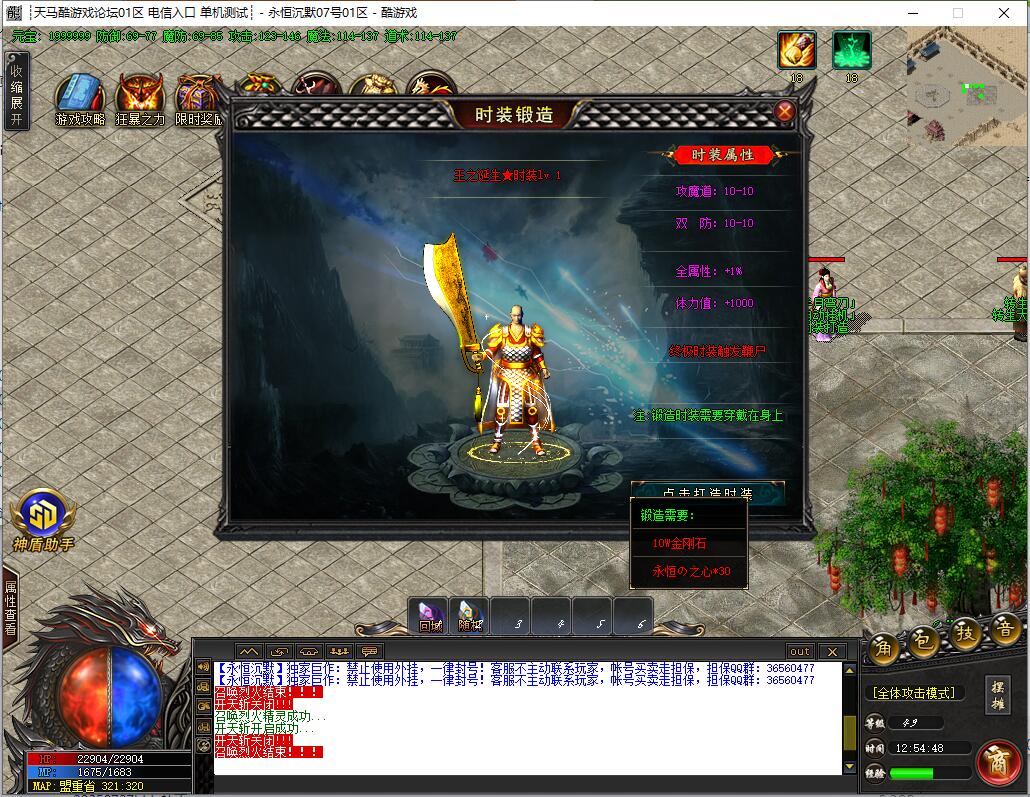 天马酷游戏论坛01区 电信入口 单机测试 - 永恒沉默07号01区 - 酷游戏
元宝: 1999999 防御:69-77 魔防:69-85 攻击:123-146 魔法:114-137 道术:114-137
收缩展开
游戏攻略
狂暴之力
限时奖励
18
18
时装锻造
王之诞生★时装lv 1
时装属性
攻魔道: 10-10
双 防: 10-10
全属性: +1%
体力值: +1000
终极时装触发鞭尸
注:锻造时装需要穿戴在身上
点击打造时装
锻造需要:
10W金刚石
永恒の之心*30
神盾助手
属性查看
回城
随机
3
4
5
6
out
【永恒沉默】独家巨作: 禁止使用外挂, 一律封号! 客服不主动联系玩家, 帐号买卖走担保, 担保QQ群: 36560477
【永恒沉默】独家巨作: 禁止使用外挂, 一律封号! 客服不主动联系玩家, 帐号买卖走担保, 担保QQ群: 36560477
召唤烈火结束!!!!
开天斩关闭!!!
召唤烈火精灵成功...
开天斩开启成功...
开天斩关闭!!!
召唤烈火结束!!!!
HP: 22904/22904
MP: 1675/1683
MAP: 盟重省 321:320
角
包
技
音
[全体攻击模式]
摆摊
等级 49
时间 12:54:48
经验
商